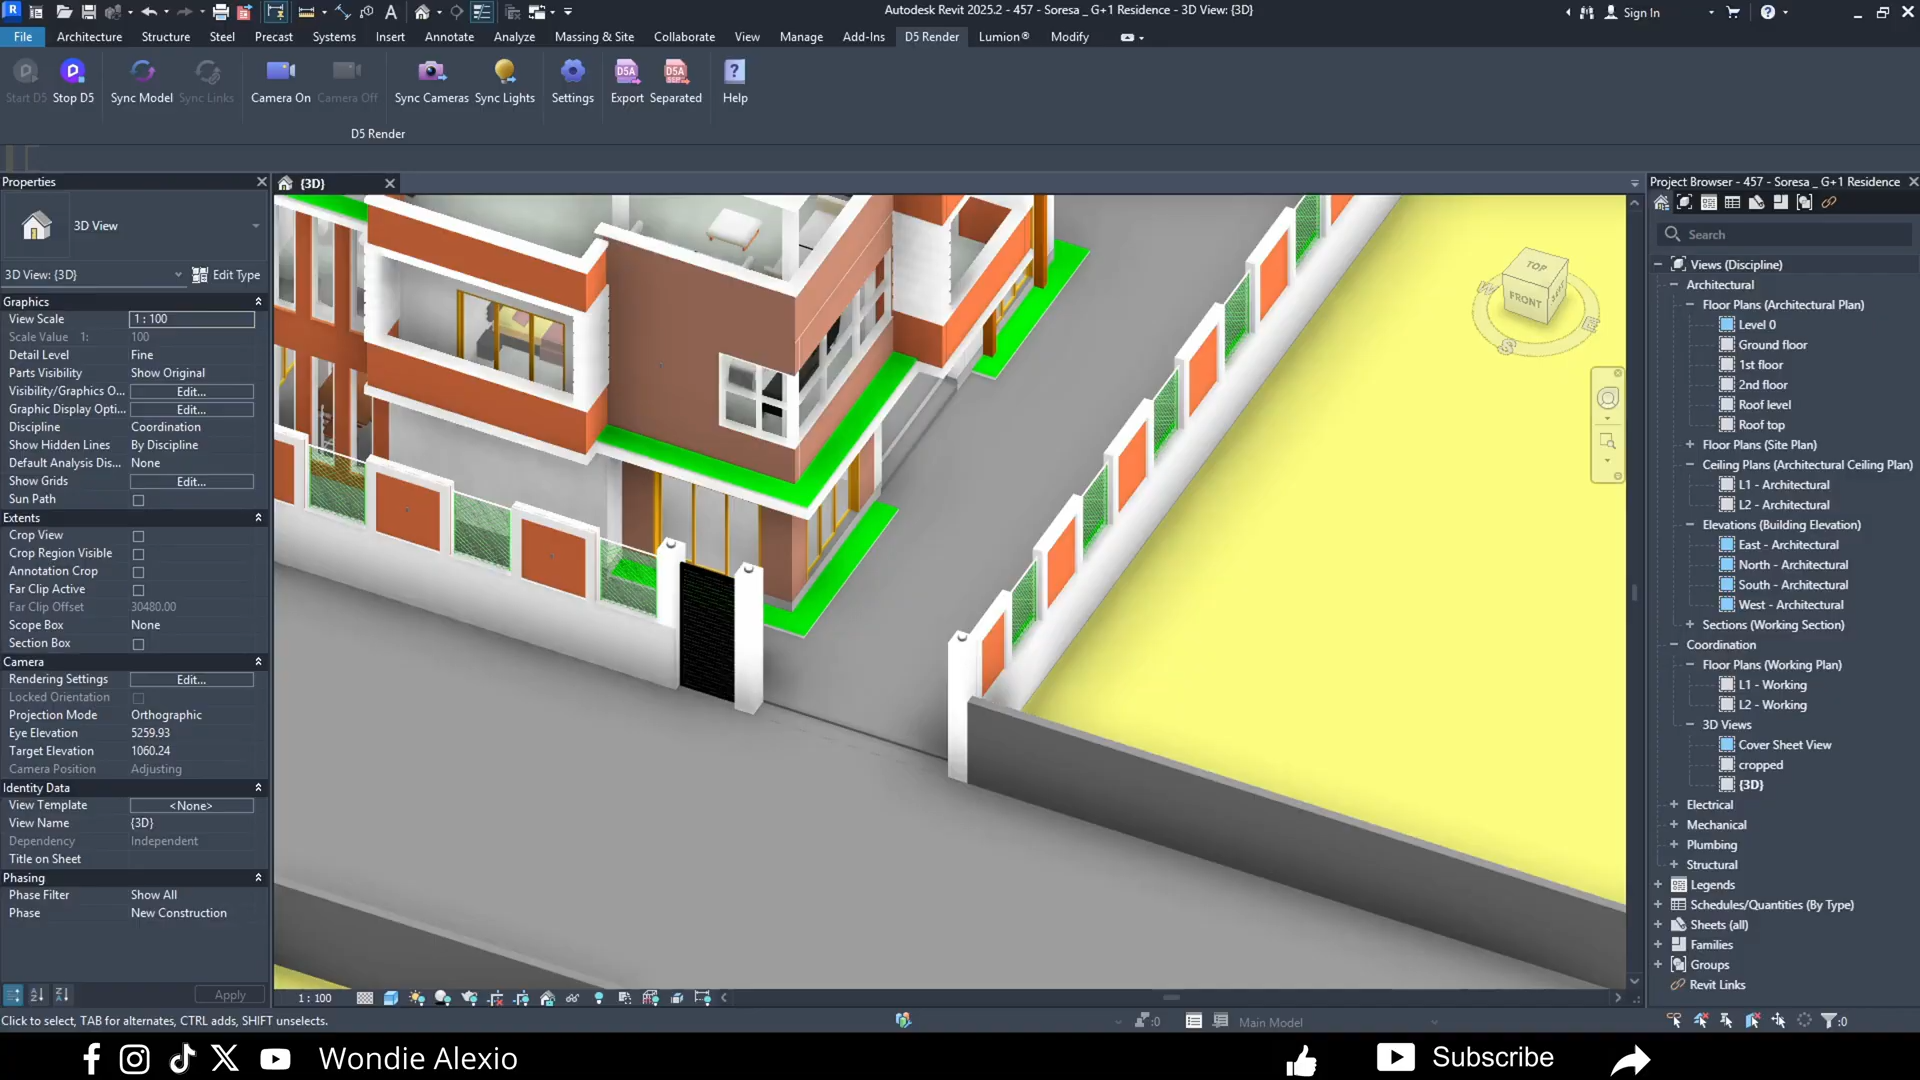 Autodesk Revit 2025.2 - 457 - Soresa _ G+1 Residence - 3D View: {3D}
Sign In
File Architecture Structure Steel Precast Systems Insert Annotate Analyze Massing & Site Collaborate View Manage Add-Ins D5 Render Lumion® Modify
Start D5 Stop D5 Sync Model Sync Links Camera On Camera Off Sync Cameras Sync Lights Settings Export Separated Help
D5 Render
Properties
{3D}
Project Browser - 457 - Soresa _ G+1 Residence
3D View
3D View: {3D}
Edit Type
Graphics
View Scale 1 : 100
Scale Value 1: 100
Detail Level Fine
Parts Visibility Show Original
Visibility/Graphics O... Edit...
Graphic Display Opti... Edit...
Discipline Coordination
Show Hidden Lines By Discipline
Default Analysis Dis... None
Show Grids Edit...
Sun Path
Extents
Crop View
Crop Region Visible
Annotation Crop
Far Clip Active
Far Clip Offset 30480.00
Scope Box None
Section Box
Camera
Rendering Settings Edit...
Locked Orientation
Projection Mode Orthographic
Eye Elevation 5259.93
Target Elevation 1060.24
Camera Position Adjusting
Identity Data
View Template <None>
View Name {3D}
Dependency Independent
Title on Sheet
Phasing
Phase Filter Show All
Phase New Construction
Apply
TOP
FRONT
W
E
S
Search
Views (Discipline)
Architectural
Floor Plans (Architectural Plan)
Level 0
Ground floor
1st floor
2nd floor
Roof level
Roof top
Floor Plans (Site Plan)
Ceiling Plans (Architectural Ceiling Plan)
L1 - Architectural
L2 - Architectural
Elevations (Building Elevation)
East - Architectural
North - Architectural
South - Architectural
West - Architectural
Sections (Working Section)
Coordination
Floor Plans (Working Plan)
L1 - Working
L2 - Working
3D Views
Cover Sheet View
cropped
{3D}
Electrical
Mechanical
Plumbing
Structural
Legends
Schedules/Quantities (By Type)
Sheets (all)
Families
Groups
Revit Links
1 : 100
Click to select, TAB for alternates, CTRL adds, SHIFT unselects.
:0
Main Model
:0
Wondie Alexio
Subscribe